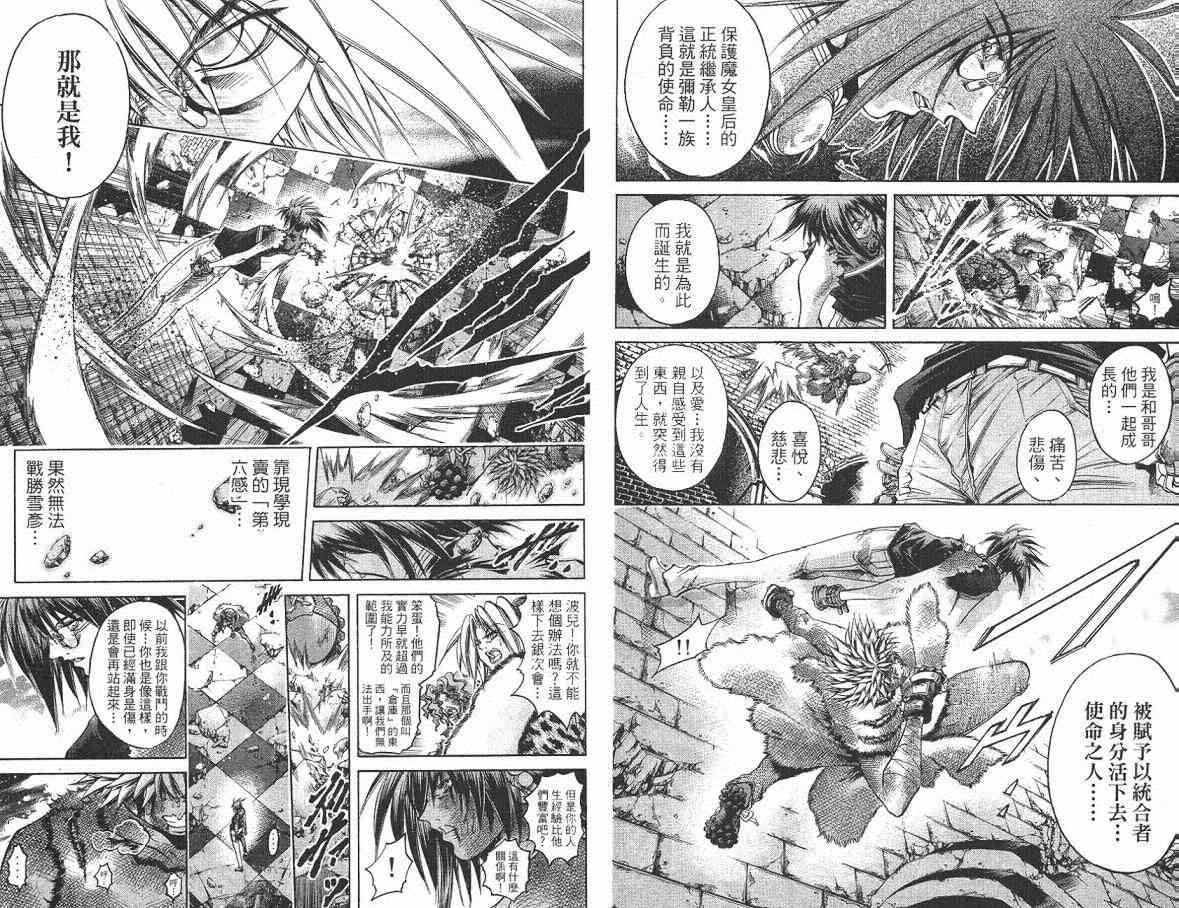 保護魔女皇后的
正統繼承人……
這就是彌勒一族
背負的使命……
嗚！
我就是為此
而誕生的。
我是和哥哥
他們一起成
長的…
痛苦、
悲傷、
喜悅、
慈悲…
以及愛…我沒有
親自感受到這些
東西，就突然得
到了人生。
!!
被賦予以統合者
的身分活下去…
使命之人……
那就是我！
靠現學現
賣的「第
六感」…
果然無法
戰勝雪彥…
波兒！你就不能
想個辦法嗎？這
樣下去銀次會…
笨蛋！他們的
實力早就超過
我能力所及的
範圍了！
而且那個叫
『倉庫』的東
西，讓我們無
法出手啊！
但是你的人
生經驗比他
們豐富吧？
這有什麼
關係啊！
！
以前我跟你戰鬥的時
候…你也是像這樣，
即使已經滿身是傷，
還是會再站起來…
…
呼
呼
…